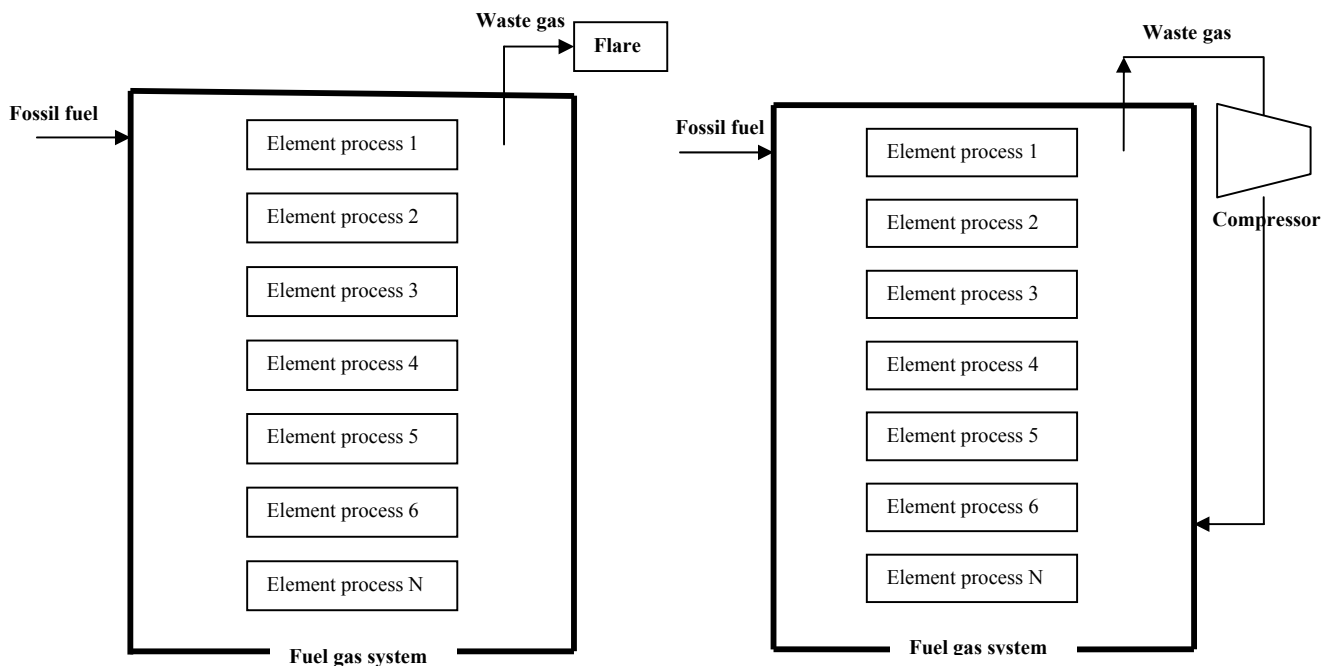 Waste gas
Flare
Fossil fuel
Element process 1
Element process 2
Element process 3
Element process 4
Element process 5
Element process 6
Element process N
Fuel gas system
Waste gas
Fossil fuel
Element process 1
Compressor
Element process 2
Element process 3
Element process 4
Element process 5
Element process 6
Element process N
Fuel gas system